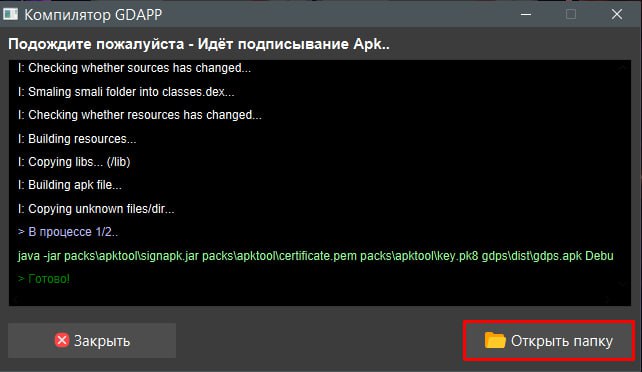 Компилятор GDAPP
Подождите пожалуйста - Идёт подписывание Apk..
I: Checking whether sources has changed...
I: Smaling smali folder into classes.dex...
I: Checking whether resources has changed...
I: Building resources...
I: Copying libs... (/lib)
I: Building apk file...
I: Copying unknown files/dir...
> В процессе 1/2..
java -jar packs\apktool\signapk.jar packs\apktool\certificate.pem packs\apktool\key.pk8 gdps\dist\gdps.apk Debu
> Готово!
Закрыть
Открыть папку